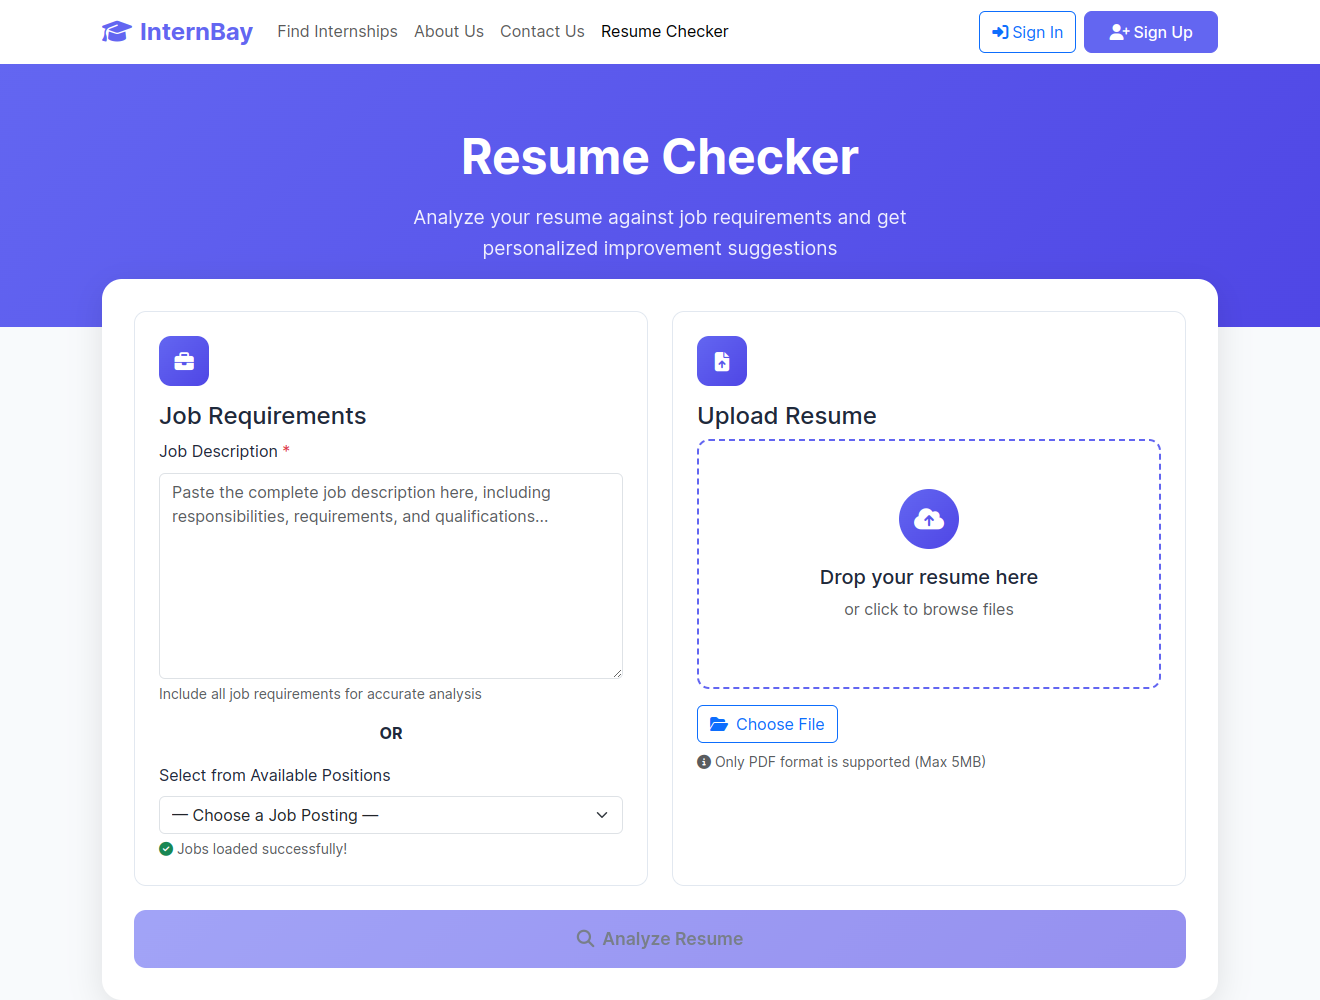 InternBay
Find Internships
About Us
Contact Us
Resume Checker
Sign In
Sign Up
Resume Checker
Analyze your resume against job requirements and get
personalized improvement suggestions
Job Requirements
Job Description *
Paste the complete job description here, including
responsibilities, requirements, and qualifications...
Include all job requirements for accurate analysis
OR
Select from Available Positions
— Choose a Job Posting —
Jobs loaded successfully!
Upload Resume
Drop your resume here
or click to browse files
Choose File
Only PDF format is supported (Max 5MB)
Analyze Resume